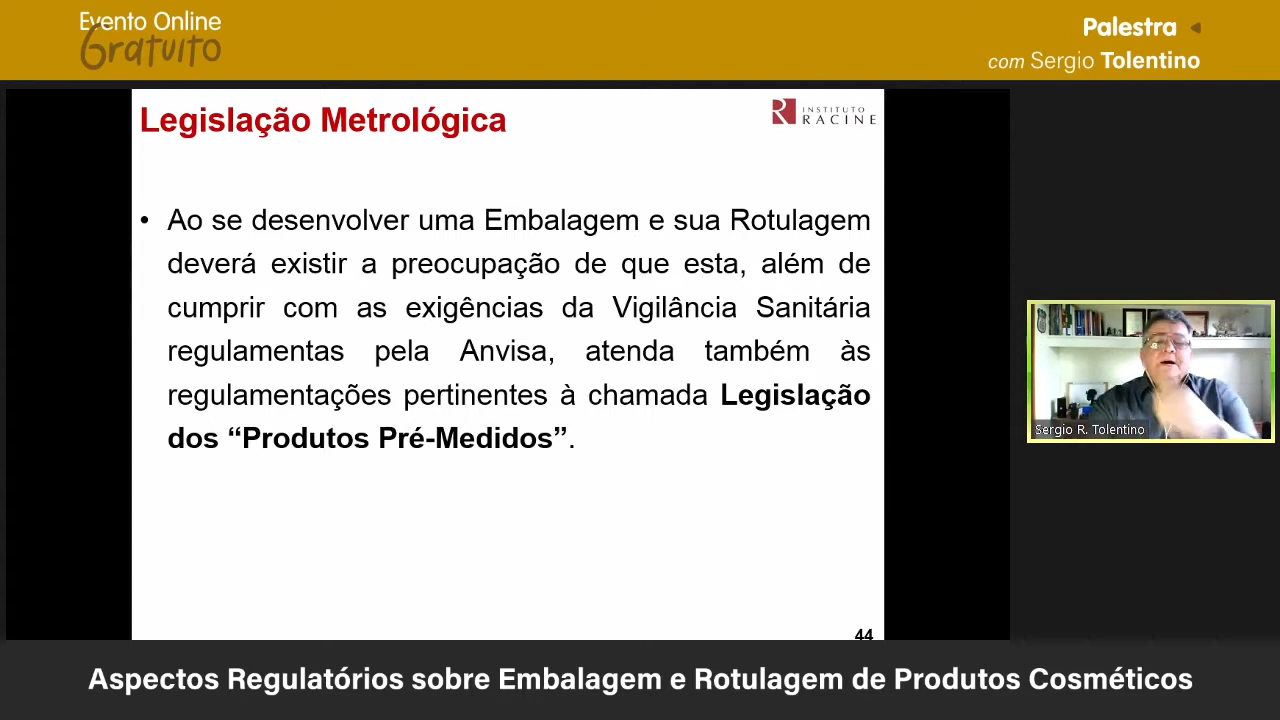 Evento Online
Gratuito
Palestra
com Sergio Tolentino
Legislação Metrológica
INSTITUTO
RACINE
• Ao se desenvolver uma Embalagem e sua Rotulagem
deverá existir a preocupação de que esta, além de
cumprir com as exigências da Vigilância Sanitária
regulamentas pela Anvisa, atenda também às
regulamentações pertinentes à chamada Legislação
dos “Produtos Pré-Medidos”.
44
Sergio R. Tolentino
Aspectos Regulatórios sobre Embalagem e Rotulagem de Produtos Cosméticos